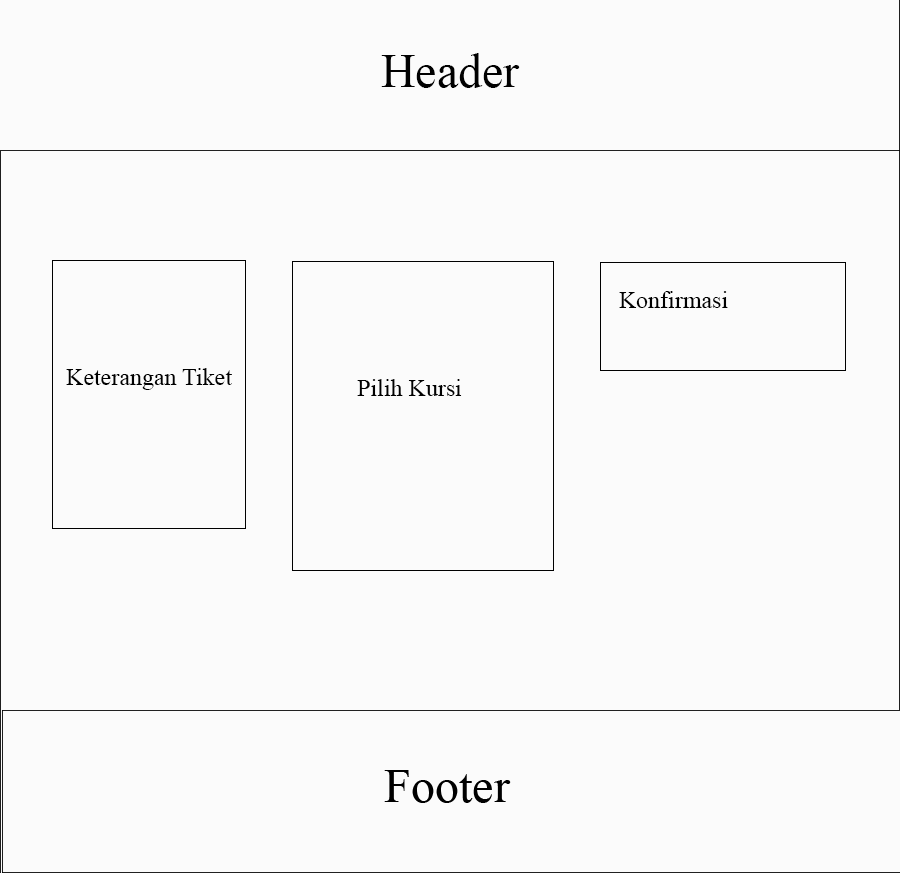 Header
Keterangan Tiket
Pilih Kursi
Konfirmasi
Footer